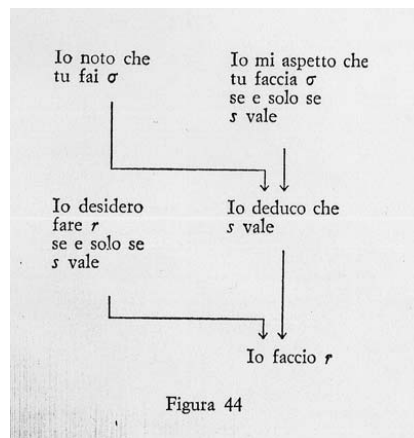 Io noto che
tu fai σ
Io mi aspetto che
tu faccia σ
se e solo se
s vale
Io desidero
fare r
se e solo se
s vale
Io deduco che
s vale
Io faccio r
Figura 44